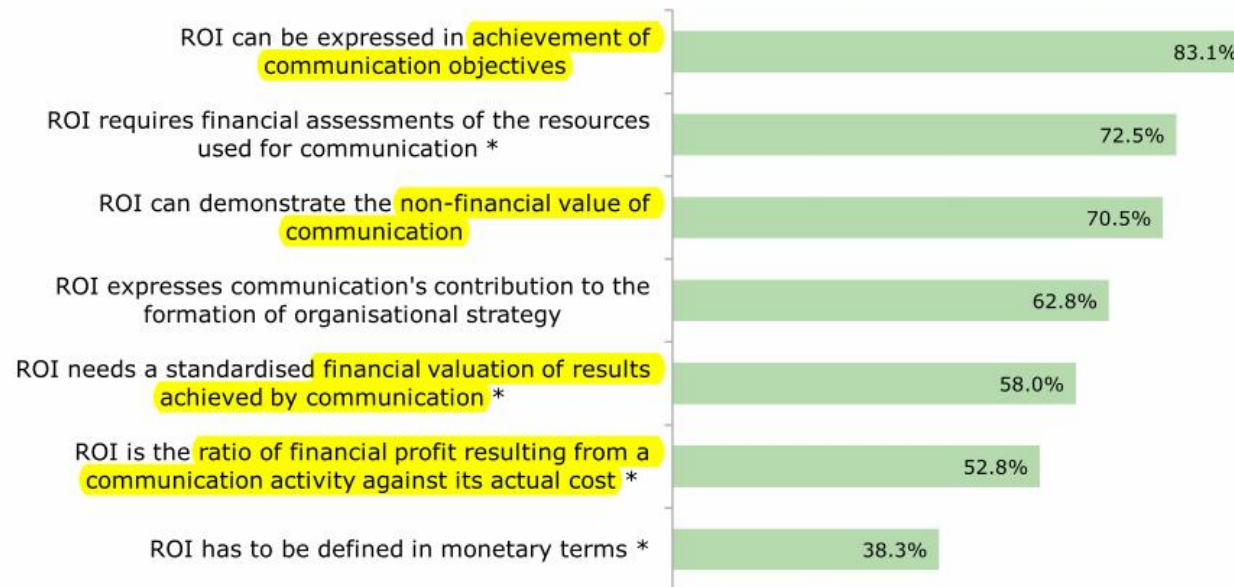 ROI can be expressed in achievement of
communication objectives
83.1%
ROI requires financial assessments of the resources
used for communication *
72.5%
ROI can demonstrate the non-financial value of
communication
70.5%
ROI expresses communication's contribution to the
formation of organisational strategy
62.8%
ROI needs a standardised financial valuation of results
achieved by communication *
58.0%
ROI is the ratio of financial profit resulting from a
communication activity against its actual cost *
52.8%
ROI has to be defined in monetary terms *
38.3%